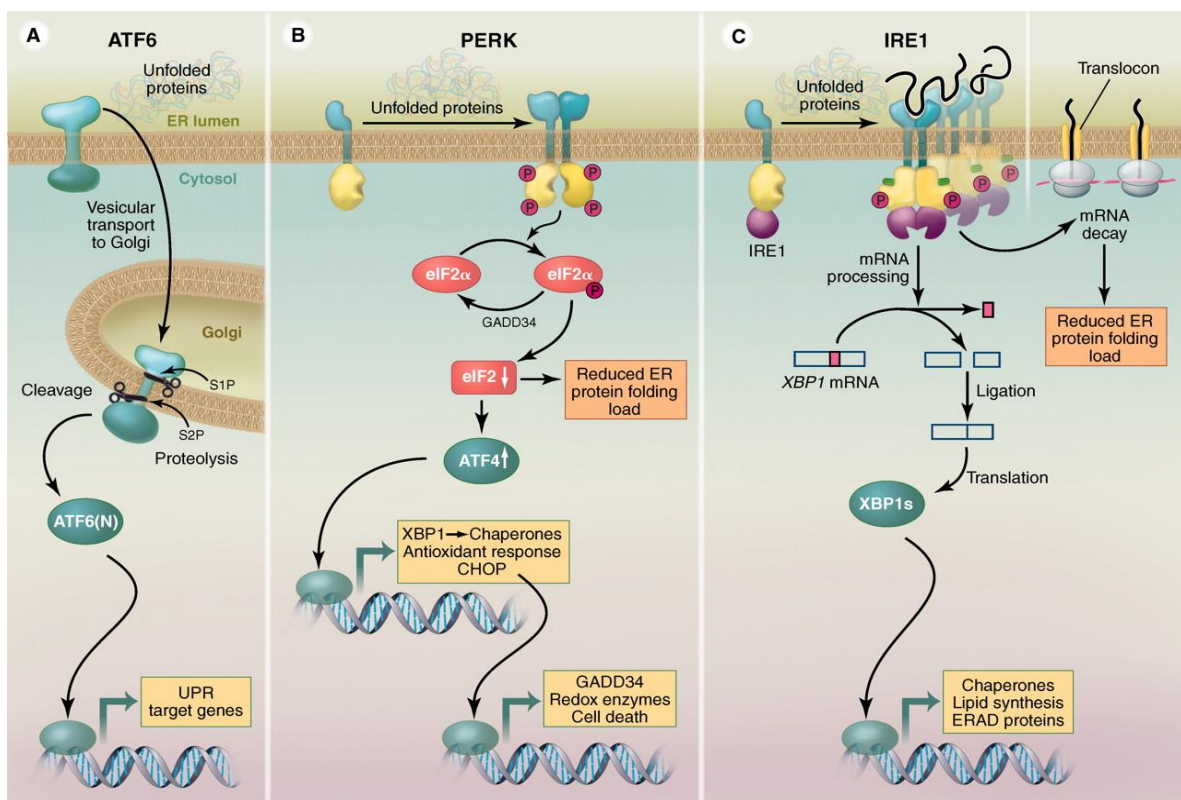 A
ATF6
Unfolded
proteins
ER lumen
Cytosol
Vesicular
transport
to Golgi
Golgi
S1P
Cleavage
S2P
Proteolysis
ATF6(N)
UPR
target genes
B
PERK
Unfolded proteins
P
P
P
P
eIF2α
eIF2α
P
GADD34
eIF2
Reduced ER
protein folding
load
ATF4
XBP1→Chaperones
Antioxidant response
CHOP
GADD34
Redox enzymes
Cell death
C
IRE1
Unfolded
proteins
Translocon
P
P
P
P
IRE1
mRNA
processing
mRNA
decay
Reduced ER
protein folding
load
XBP1 mRNA
Ligation
Translation
XBP1s
Chaperones
Lipid synthesis
ERAD proteins